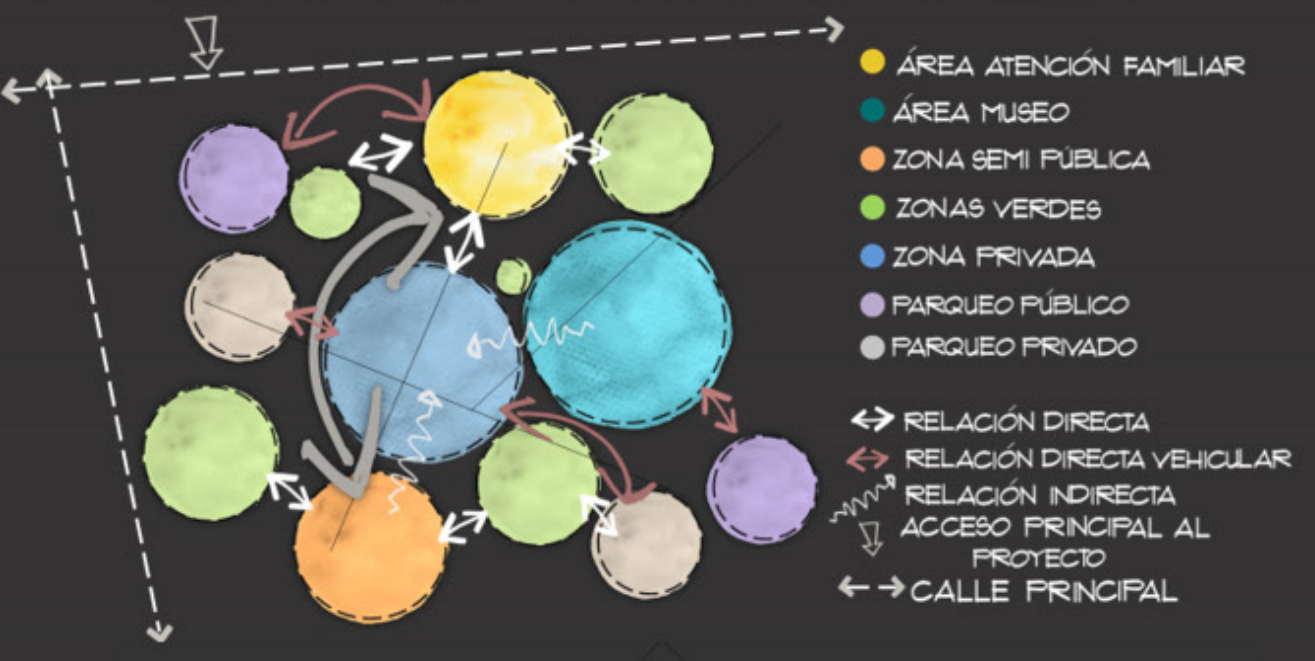 ÁREA ATENCIÓN FAMILIAR
ÁREA MUSEO
ZONA SEMI PÚBLICA
ZONAS VERDES
ZONA PRIVADA
PARQUEO PÚBLICO
PARQUEO PRIVADO
RELACIÓN DIRECTA
RELACIÓN DIRECTA VEHICULAR
RELACIÓN INDIRECTA
ACCESO PRINCIPAL AL
PROYECTO
CALLE PRINCIPAL